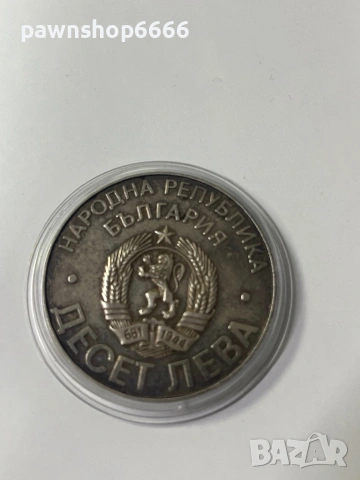 pawnshop6666
НАРОДНА РЕПУБЛИКА
БЪЛГАРИЯ
681 1944
ДЕСЕТ ЛЕВА
bazar